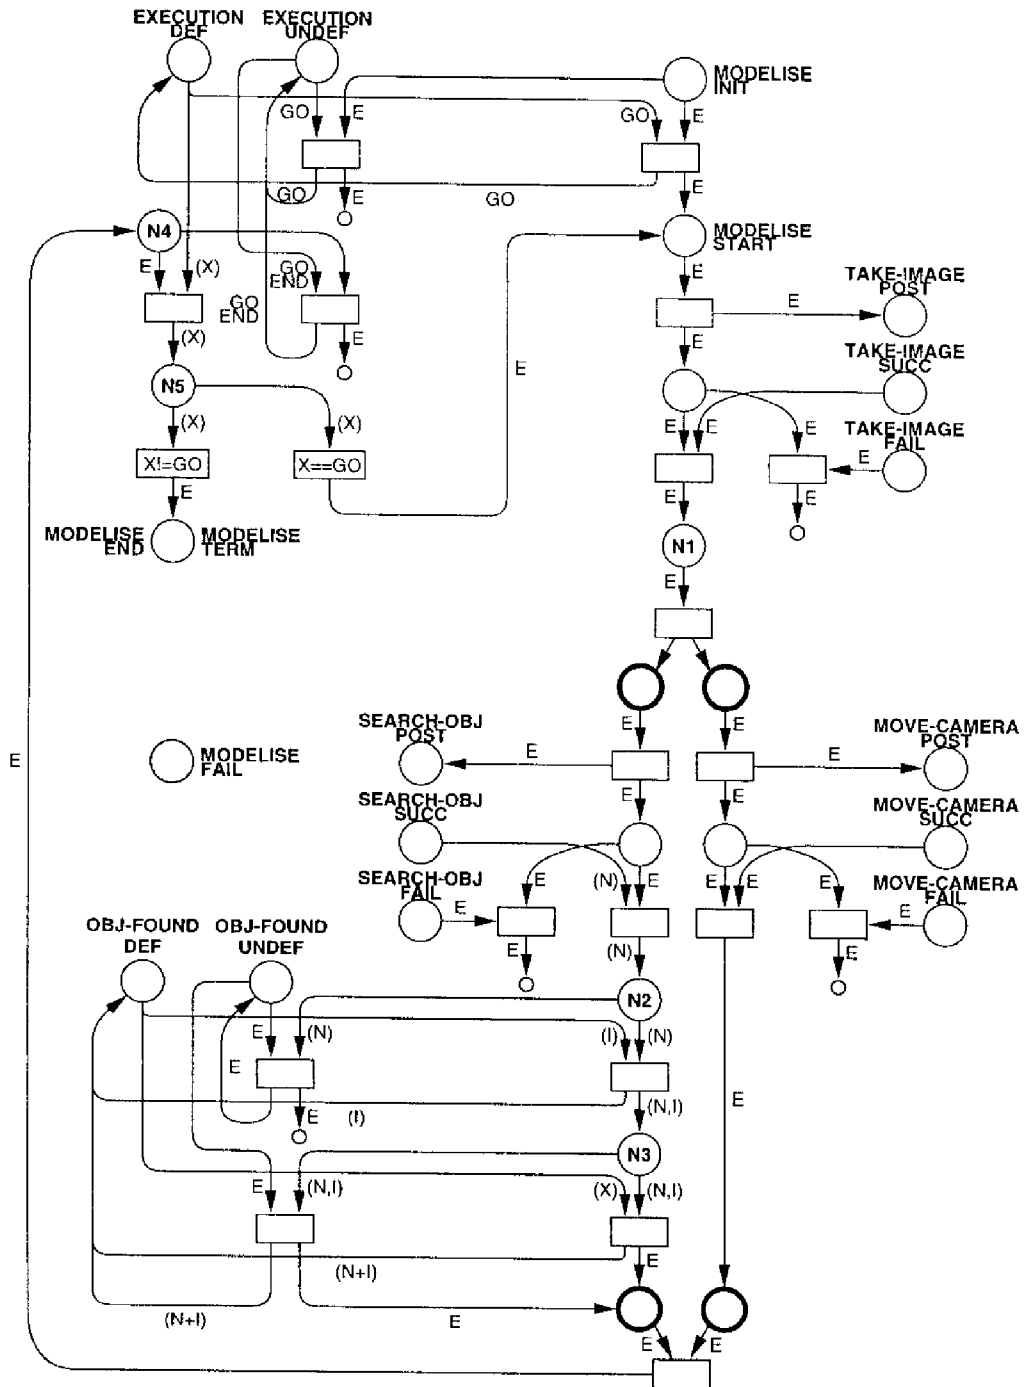 EXECUTION
DEF
EXECUTION
UNDEF
MODELISE
INIT
GO
E
GO
E
GO
E
GO
E
N4
MODELISE
START
E
(X)
GO
END
GO
END
E
E
E
TAKE-IMAGE
POST
(X)
E
E
TAKE-IMAGE
SUCC
N5
E
(X)
(X)
E
E
E
TAKE-IMAGE
FAIL
X!=GO
X==GO
E
E
E
E
MODELISE
END
MODELISE
TERM
N1
E
SEARCH-OBJ
POST
E
E
MOVE-CAMERA
POST
E
E
E
MODELISE
FAIL
E
E
SEARCH-OBJ
SUCC
MOVE-CAMERA
SUCC
SEARCH-OBJ
FAIL
E
(N)
E
E
E
E
MOVE-CAMERA
FAIL
E
E
OBJ-FOUND
DEF
OBJ-FOUND
UNDEF
E
(N)
E
N2
E
(N)
(I)
(N)
E
E
(I)
(N,I)
E
N3
E
(N,I)
(X)
(N,I)
(N+I)
E
(N+I)
E
E
E